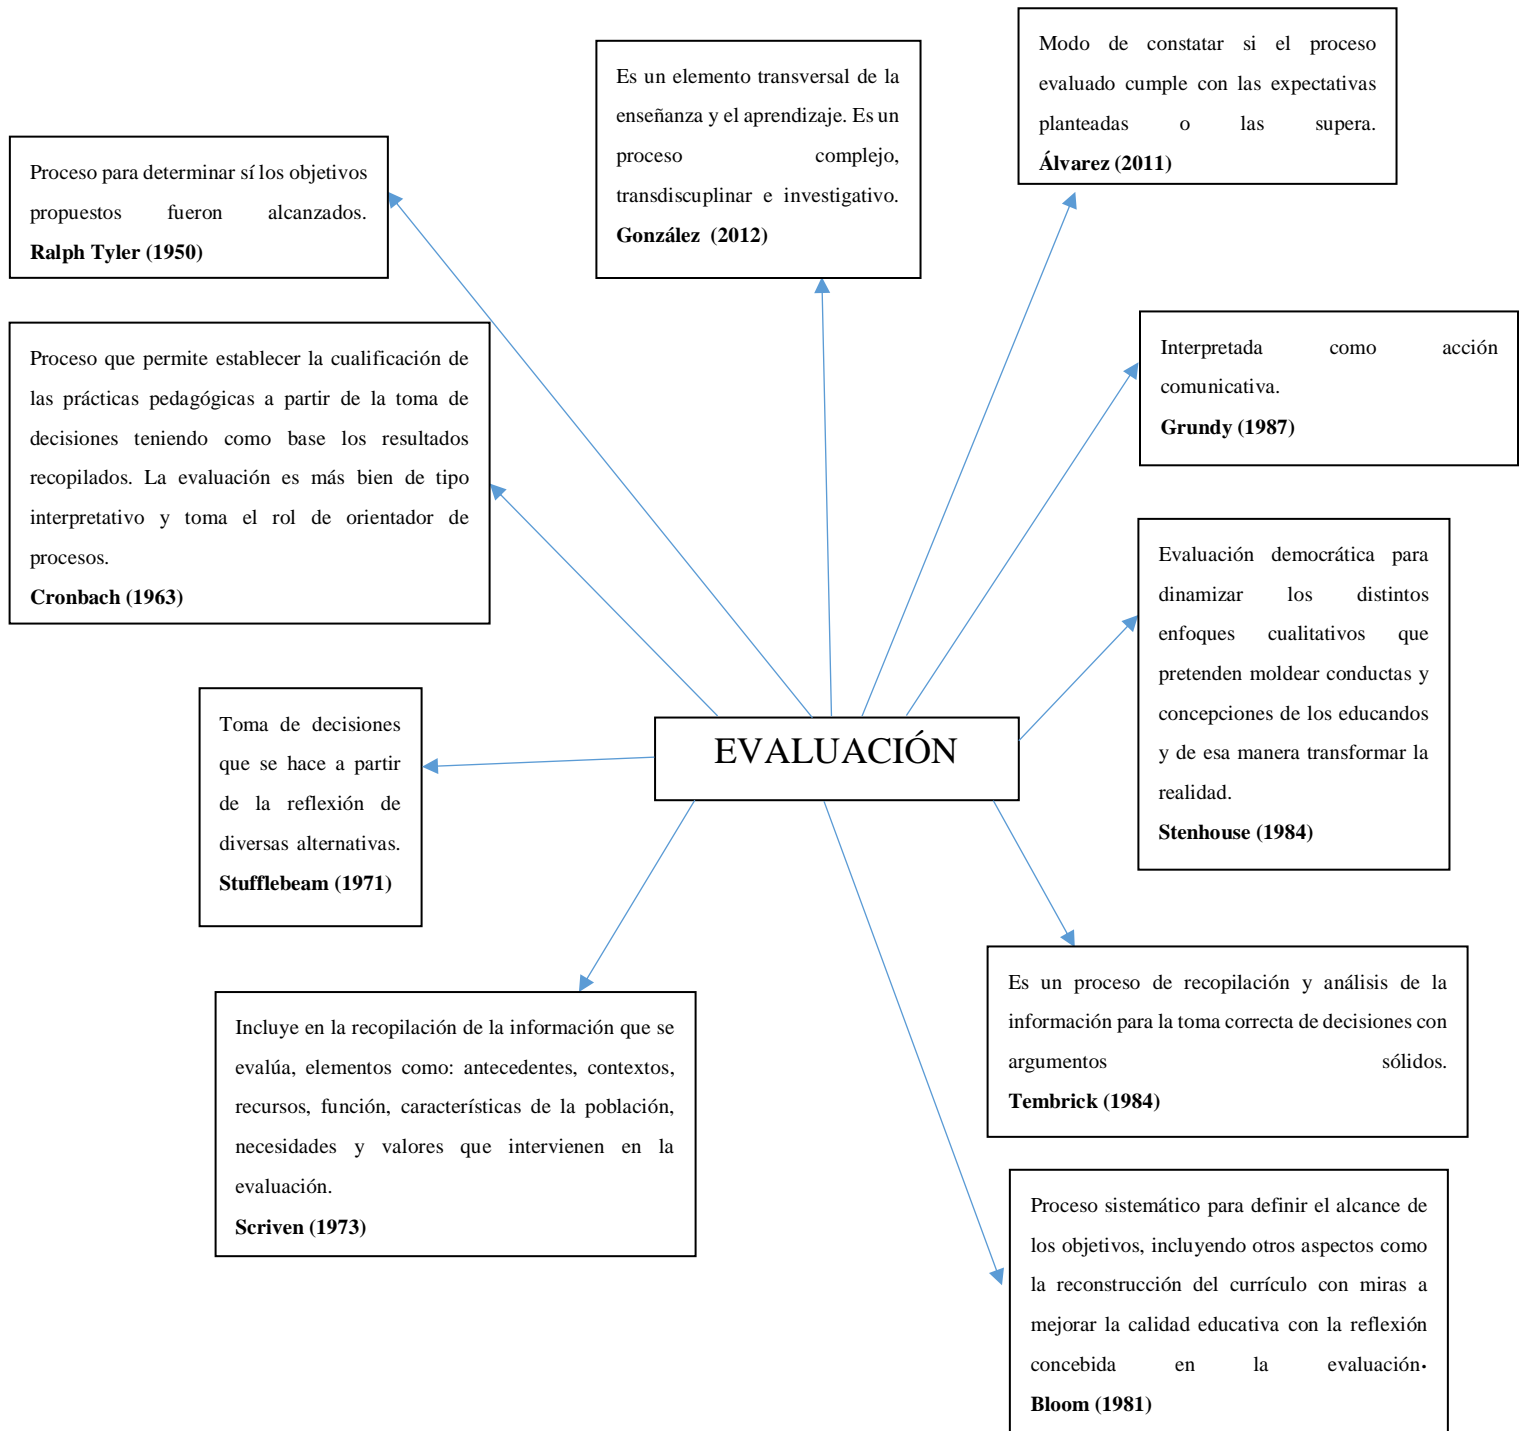 Modo de constatar si el proceso
evaluado cumple con las expectativas
planteadas o las supera.
Álvarez (2011)
Es un elemento transversal de la
enseñanza y el aprendizaje. Es un
proceso complejo,
transdiscuplinar e investigativo.
González (2012)
Proceso para determinar sí los objetivos
propuestos fueron alcanzados.
Ralph Tyler (1950)
Interpretada como acción
comunicativa.
Grundy (1987)
Proceso que permite establecer la cualificación de
las prácticas pedagógicas a partir de la toma de
decisiones teniendo como base los resultados
recopilados. La evaluación es más bien de tipo
interpretativo y toma el rol de orientador de
procesos.
Cronbach (1963)
Evaluación democrática para
dinamizar los distintos
enfoques cualitativos que
pretenden moldear conductas y
concepciones de los educandos
y de esa manera transformar la
realidad.
Stenhouse (1984)
EVALUACIÓN
Toma de decisiones
que se hace a partir
de la reflexión de
diversas alternativas.
Stufflebeam (1971)
Es un proceso de recopilación y análisis de la
información para la toma correcta de decisiones con
argumentos sólidos.
Tembrick (1984)
Incluye en la recopilación de la información que se
evalúa, elementos como: antecedentes, contextos,
recursos, función, características de la población,
necesidades y valores que intervienen en la
evaluación.
Scriven (1973)
Proceso sistemático para definir el alcance de
los objetivos, incluyendo otros aspectos como
la reconstrucción del currículo con miras a
mejorar la calidad educativa con la reflexión
concebida en la evaluación.
Bloom (1981)